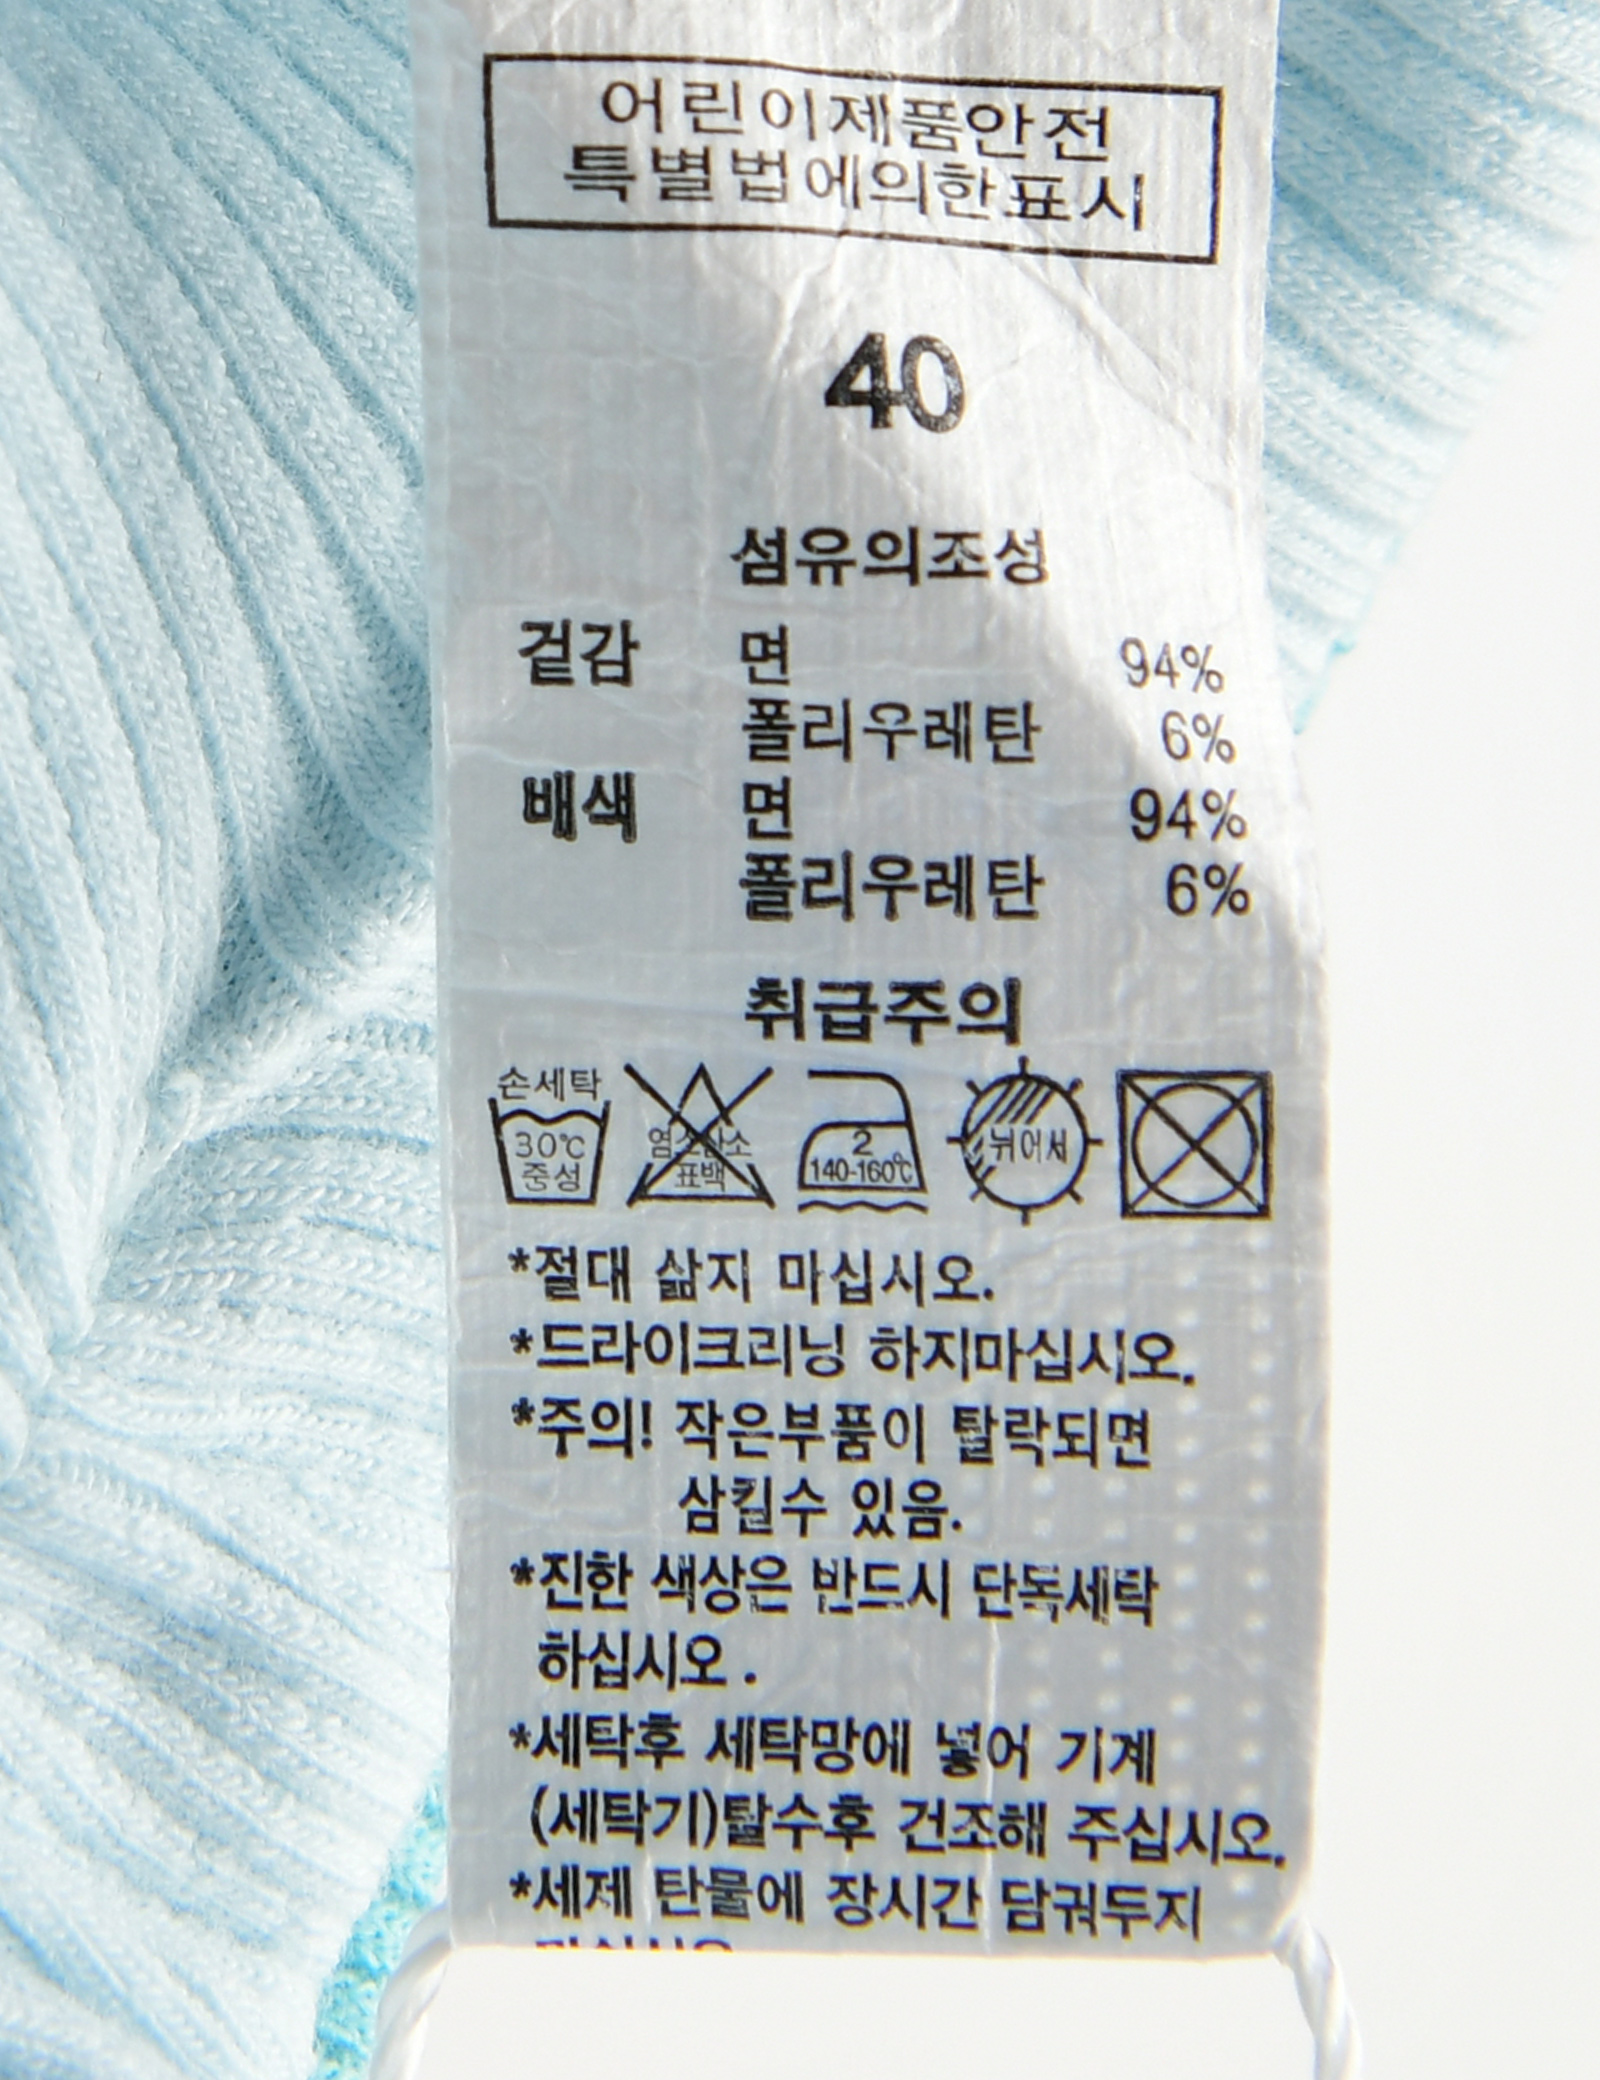 어린이제품안전
특별법에의한표시
40
섬유의조성
겉감 면 94%
폴리우레탄 6%
배색 면 94%
폴리우레탄 6%
취급주의
손세탁
30℃
중성
염소산소
표백
2
140-160℃
뉘어서
*절대 삶지 마십시오.
*드라이크리닝 하지마십시오.
*주의! 작은부품이 탈락되면
삼킬수 있음.
*진한 색상은 반드시 단독세탁
하십시오.
*세탁후 세탁망에 넣어 기계
(세탁기)탈수후 건조해 주십시오.
*세제 탄물에 장시간 담궈두지